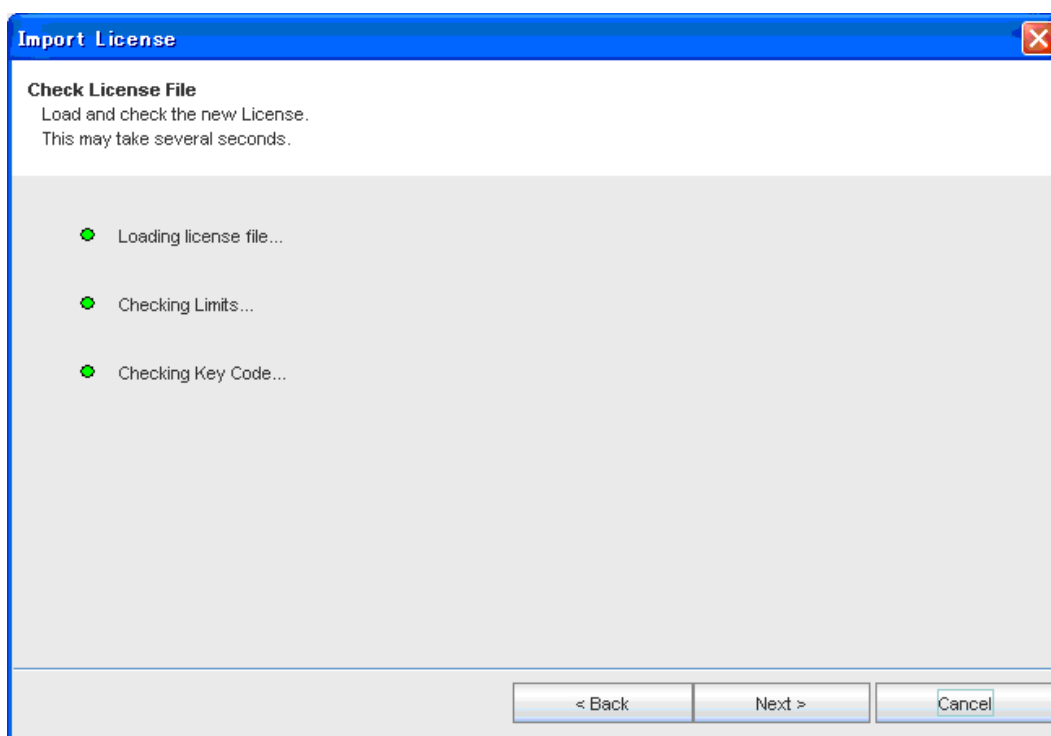 Import License
Check License File
Load and check the new License.
This may take several seconds.
Loading license file...
Checking Limits...
Checking Key Code...
< Back
Next >
Cancel